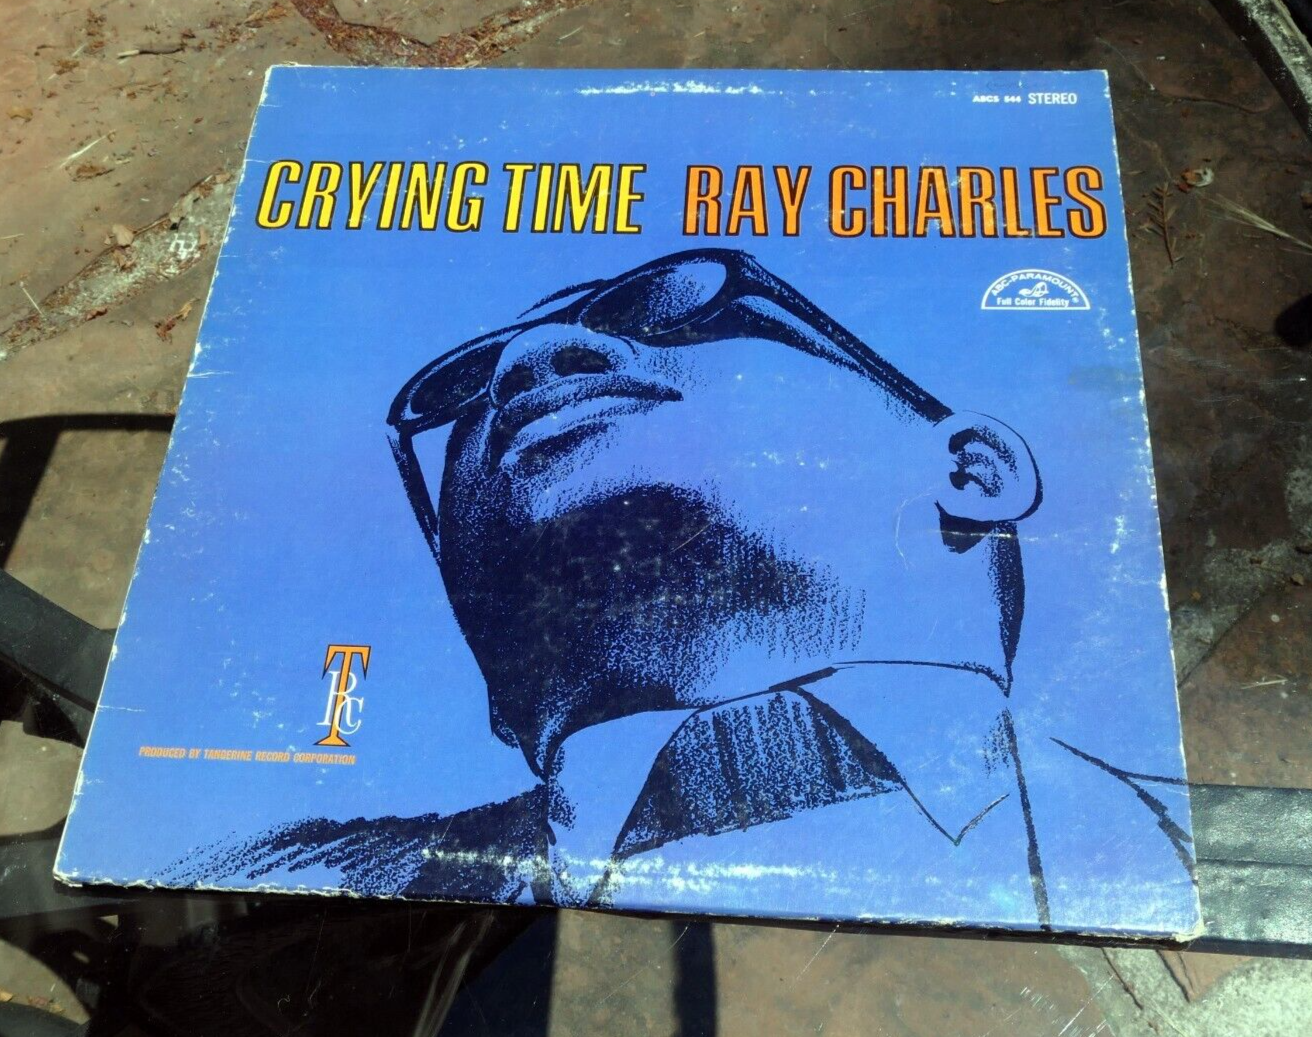 ABCS 544 STEREO
CRYING TIME RAY CHARLES
ABC-PARAMOUNT®
Full Color Fidelity
TRC
PRODUCED BY TANGERINE RECORD CORPORATION